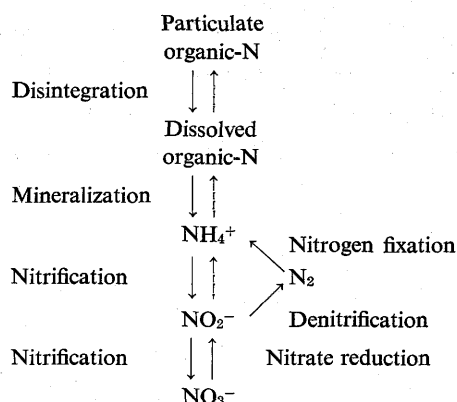 Particulate
organic-N
Disintegration
Dissolved
organic-N
Mineralization
NH₄⁺
Nitrogen fixation
N₂
Nitrification
NO₂⁻
Denitrification
Nitrification
Nitrate reduction
NO₃⁻